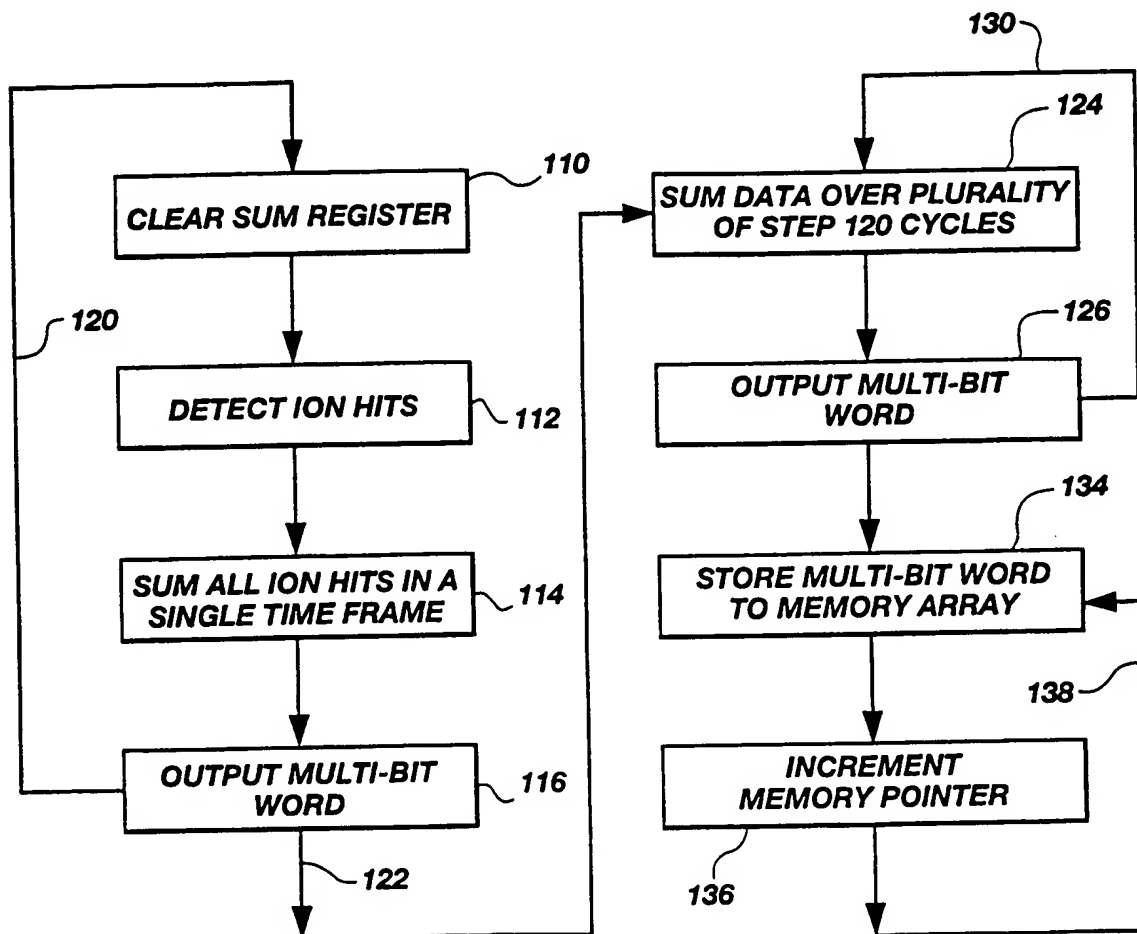 110
CLEAR SUM REGISTER
120
DETECT ION HITS
112
SUM ALL ION HITS IN A
SINGLE TIME FRAME
114
OUTPUT MULTI-BIT
WORD
116
122
130
124
SUM DATA OVER PLURALITY
OF STEP 120 CYCLES
126
OUTPUT MULTI-BIT
WORD
134
STORE MULTI-BIT WORD
TO MEMORY ARRAY
138
INCREMENT
MEMORY POINTER
136